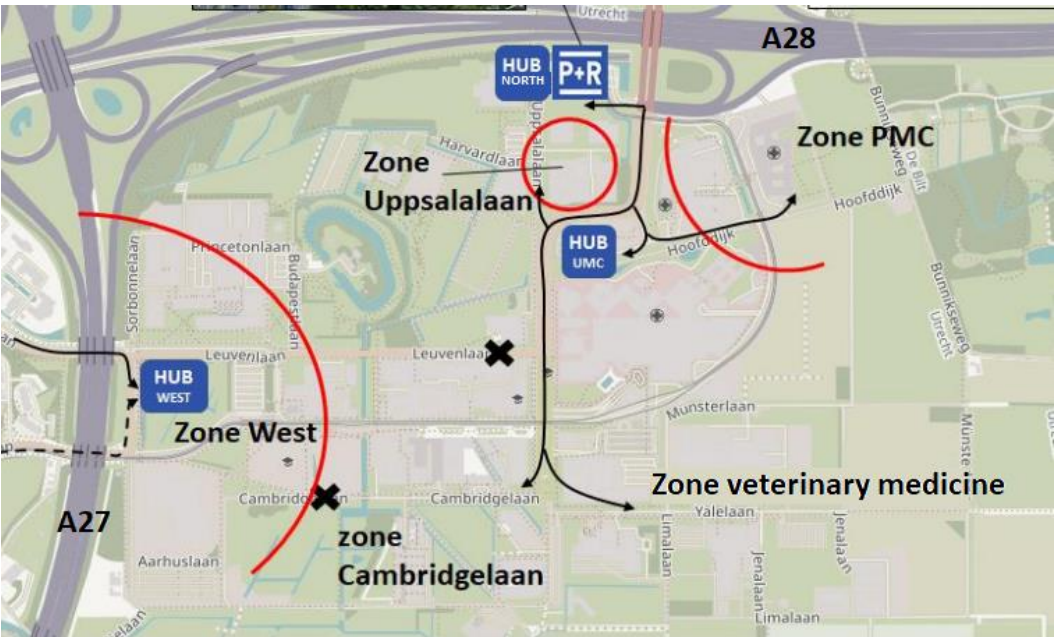 Utrecht
A28
HUB
NORTH
P+R
Uppsalalaan
Bunnikseweg
De Bilt
Harvardlaan
Zone
Uppsalalaan
Zone PMC
Hoofddijk
Hoofddijk
HUB
UMC
Princetonlaan
Sorbonnelaan
Budapestlaan
Bunnikseweg
Utrecht
Leuvenlaan
Leuvenlaan
HUB
WEST
Zone West
Munsterlaan
Cambridgelaan
Zone veterinary medicine
Yalelaan
A27
zone
Cambridgelaan
Aarhuslaan
Limalaan
Jenalaan
Jenalaan
Limalaan